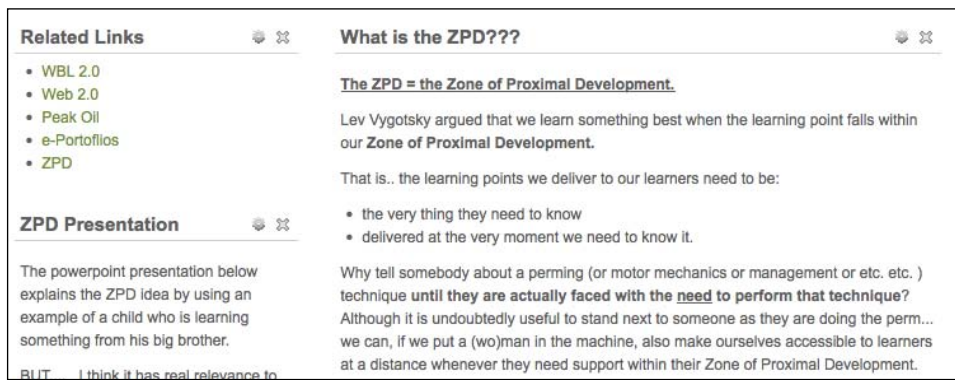 Related Links
WBL 2.0
Web 2.0
Peak Oil
e-Portoflios
ZPD
ZPD Presentation
The powerpoint presentation below
explains the ZPD idea by using an
example of a child who is learning
something from his big brother.
BUT..... I think it has real relevance to
What is the ZPD???
The ZPD = the Zone of Proximal Development.
Lev Vygotsky argued that we learn something best when the learning point falls within
our Zone of Proximal Development.
That is.. the learning points we deliver to our learners need to be:
the very thing they need to know
delivered at the very moment we need to know it.
Why tell somebody about a perming (or motor mechanics or management or etc. etc. )
technique until they are actually faced with the need to perform that technique?
Although it is undoubtedly useful to stand next to someone as they are doing the perm...
we can, if we put a (wo)man in the machine, also make ourselves accessible to learners
at a distance whenever they need support within their Zone of Proximal Development.